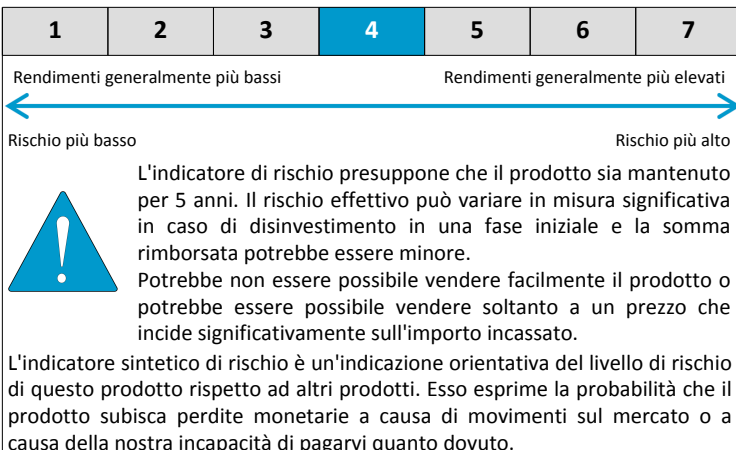 1 2 3 4 5 6 7
Rendimenti generalmente più bassi Rendimenti generalmente più elevati
Rischio più basso Rischio più alto
L'indicatore di rischio presuppone che il prodotto sia mantenuto
per 5 anni. Il rischio effettivo può variare in misura significativa
in caso di disinvestimento in una fase iniziale e la somma
rimborsata potrebbe essere minore.
Potrebbe non essere possibile vendere facilmente il prodotto o
potrebbe essere possibile vendere soltanto a un prezzo che
incide significativamente sull'importo incassato.
L'indicatore sintetico di rischio è un'indicazione orientativa del livello di rischio
di questo prodotto rispetto ad altri prodotti. Esso esprime la probabilità che il
prodotto subisca perdite monetarie a causa di movimenti sul mercato o a
causa della nostra incapacità di pagarvi quanto dovuto.